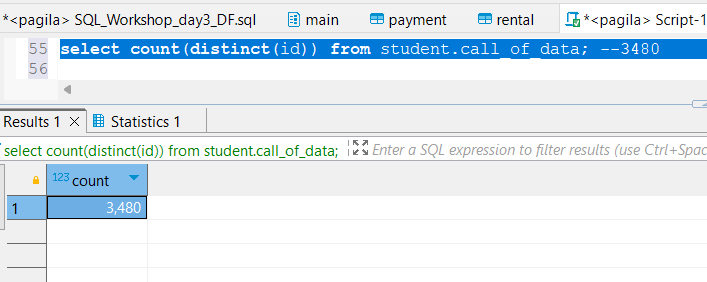 *<pagila> SQL_Workshop_day3_DF.sql main payment rental *<pagila> Script-1
55 select count(distinct(id)) from student.call_of_data; --3480
56
Results 1 Statistics 1
select count(distinct(id)) from student.call_of_data; Enter a SQL expression to filter results (use Ctrl+Spac
123 count
1 3,480